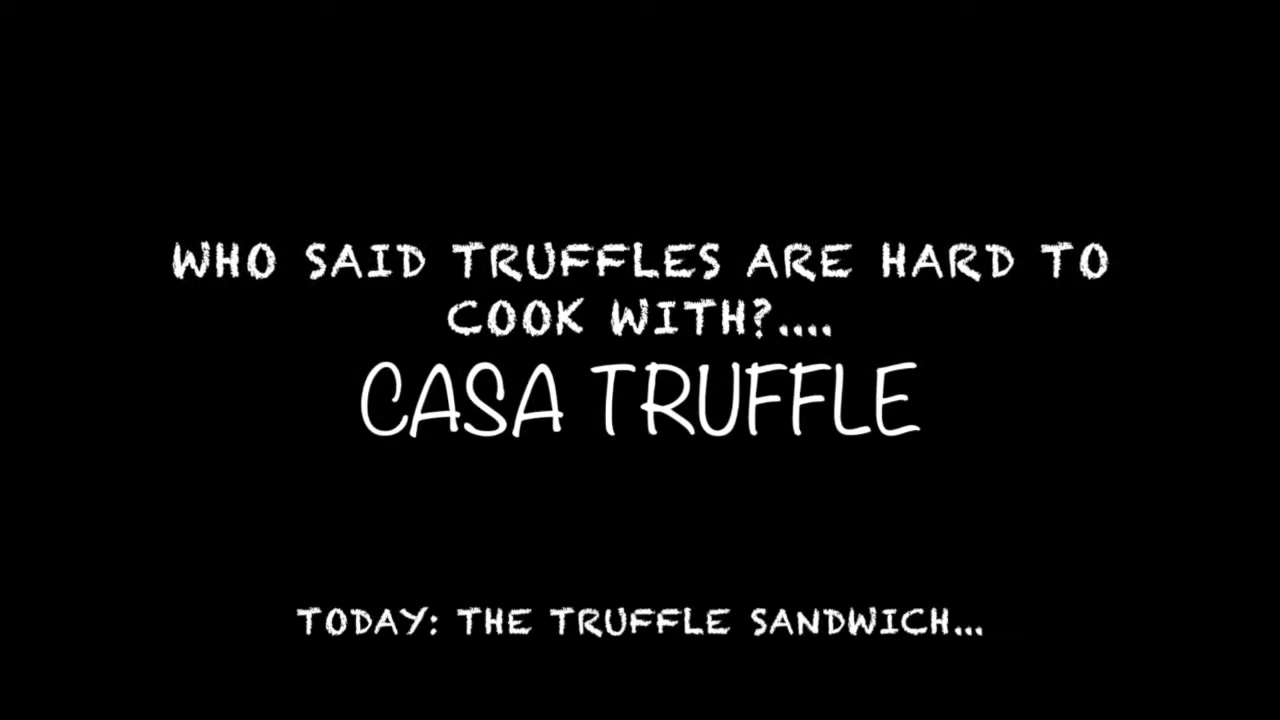 WHO SAID TRUFFLES ARE HARD TO
COOK WITH?....
CASA TRUFFLE
TODAY: THE TRUFFLE SANDWICH...